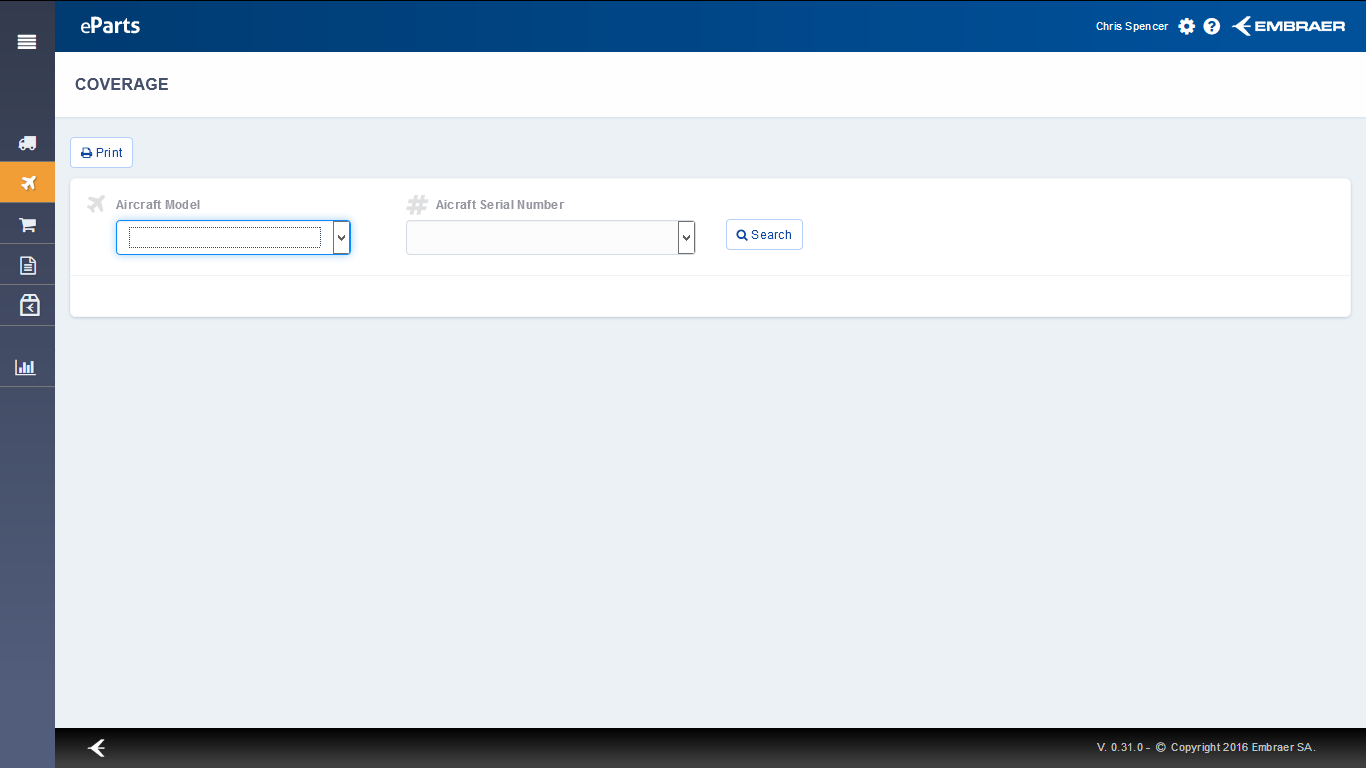 eParts
Chris Spencer
EMBRAER
COVERAGE
Print
Aircraft Model
Aicraft Serial Number
Search
V. 0.31.0 - © Copyright 2016 Embraer SA.